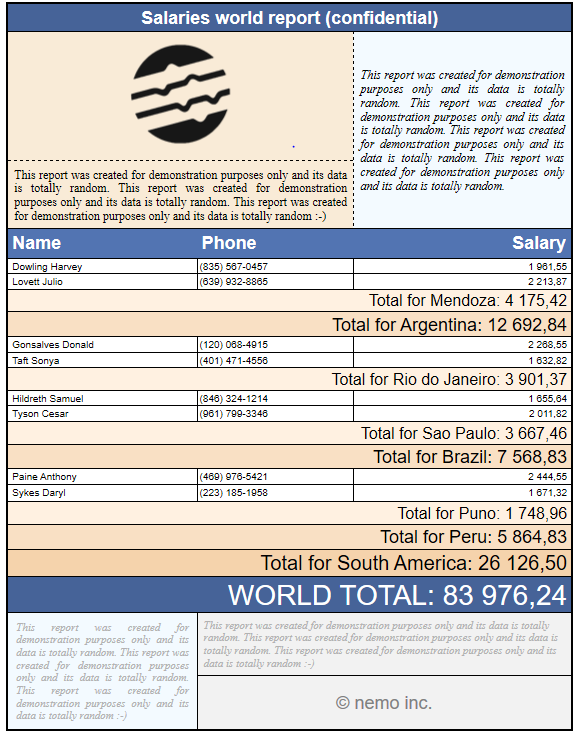 Salaries world report (confidential)
This report was created for demonstration
purposes only and its data is totally
random. This report was created for
demonstration purposes only and its data
is totally random. This report was created
for demonstration purposes only and its
data is totally random. This report was
created for demonstration purposes only
and its data is totally random.
This report was created for demonstration purposes only and its data
is totally random. This report was created for demonstration
purposes only and its data is totally random. This report was created
for demonstration purposes only and its data is totally random :-)
Name Phone Salary
Dowling Harvey (835) 567-0457 1 961,55
Lovett Julio (639) 932-8865 2 213,87
Total for Mendoza: 4 175,42
Total for Argentina: 12 692,84
Gonsalves Donald (120) 068-4915 2 268,55
Taft Sonya (401) 471-4556 1 632,82
Total for Rio do Janeiro: 3 901,37
Hildreth Samuel (846) 324-1214 1 655,64
Tyson Cesar (961) 799-3346 2 011,82
Total for Sao Paulo: 3 667,46
Total for Brazil: 7 568,83
Paine Anthony (469) 976-5421 2 444,55
Sykes Daryl (223) 185-1958 1 671,32
Total for Puno: 1 748,96
Total for Peru: 5 864,83
Total for South America: 26 126,50
WORLD TOTAL: 83 976,24
This report was created for
demonstration purposes only and its
data is totally random. This report was
created for demonstration purposes
only and its data is totally random.
This report was created for
demonstration purposes only and its
data is totally random :-)
This report was created for demonstration purposes only and its data is totally
random. This report was created for demonstration purposes only and its data is
totally random. This report was created for demonstration purposes only and its
data is totally random :-)
© nemo inc.